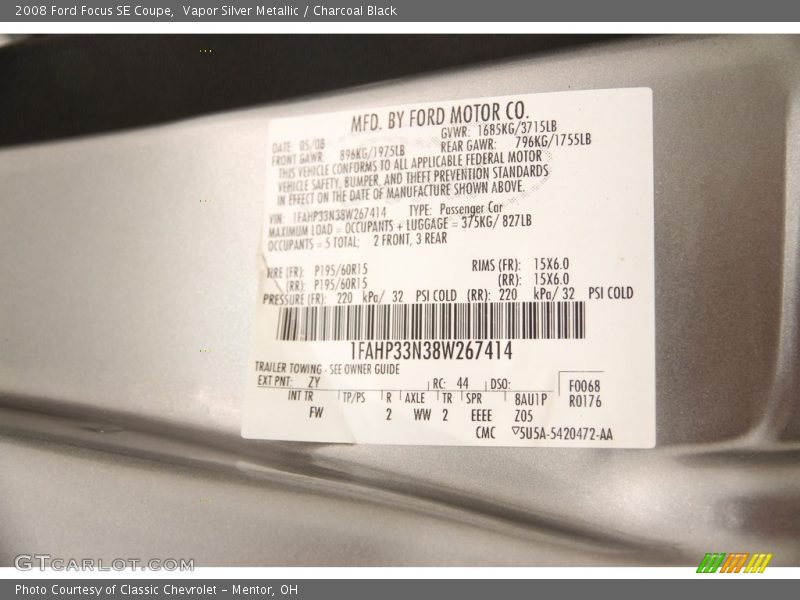 2008 Ford Focus SE Coupe,  Vapor Silver Metallic / Charcoal Black
MFD. BY FORD MOTOR CO.
DATE: 05/08 GVWR: 1685KG/3715LB
FRONT GAWR: 896KG/1975LB REAR GAWR: 796KG/1755LB
THIS VEHICLE CONFORMS TO ALL APPLICABLE FEDERAL MOTOR
VEHICLE SAFETY, BUMPER, AND THEFT PREVENTION STANDARDS
IN EFFECT ON THE DATE OF MANUFACTURE SHOWN ABOVE.
VIN: 1FAHP33N38W267414 TYPE: Passenger Car
MAXIMUM LOAD = OCCUPANTS + LUGGAGE = 375KG/ 827LB
OCCUPANTS = 5 TOTAL; 2 FRONT, 3 REAR
TIRE (FR): P195/60R15 RIMS (FR): 15X6.0
(RR): P195/60R15 (RR): 15X6.0
PRESSURE (FR): 220 kPa/ 32 PSI COLD (RR): 220 kPa/ 32 PSI COLD
1FAHP33N38W267414
TRAILER TOWING - SEE OWNER GUIDE
EXT PNT: ZY RC: 44 DSO: F0068
INT TR TP/PS R AXLE TR SPR 8AU1P R0176
FW 2 WW 2 EEEE Z05
CMC ▽5U5A-5420472-AA
GTCARLOT.COM
Photo Courtesy of Classic Chevrolet - Mentor, OH